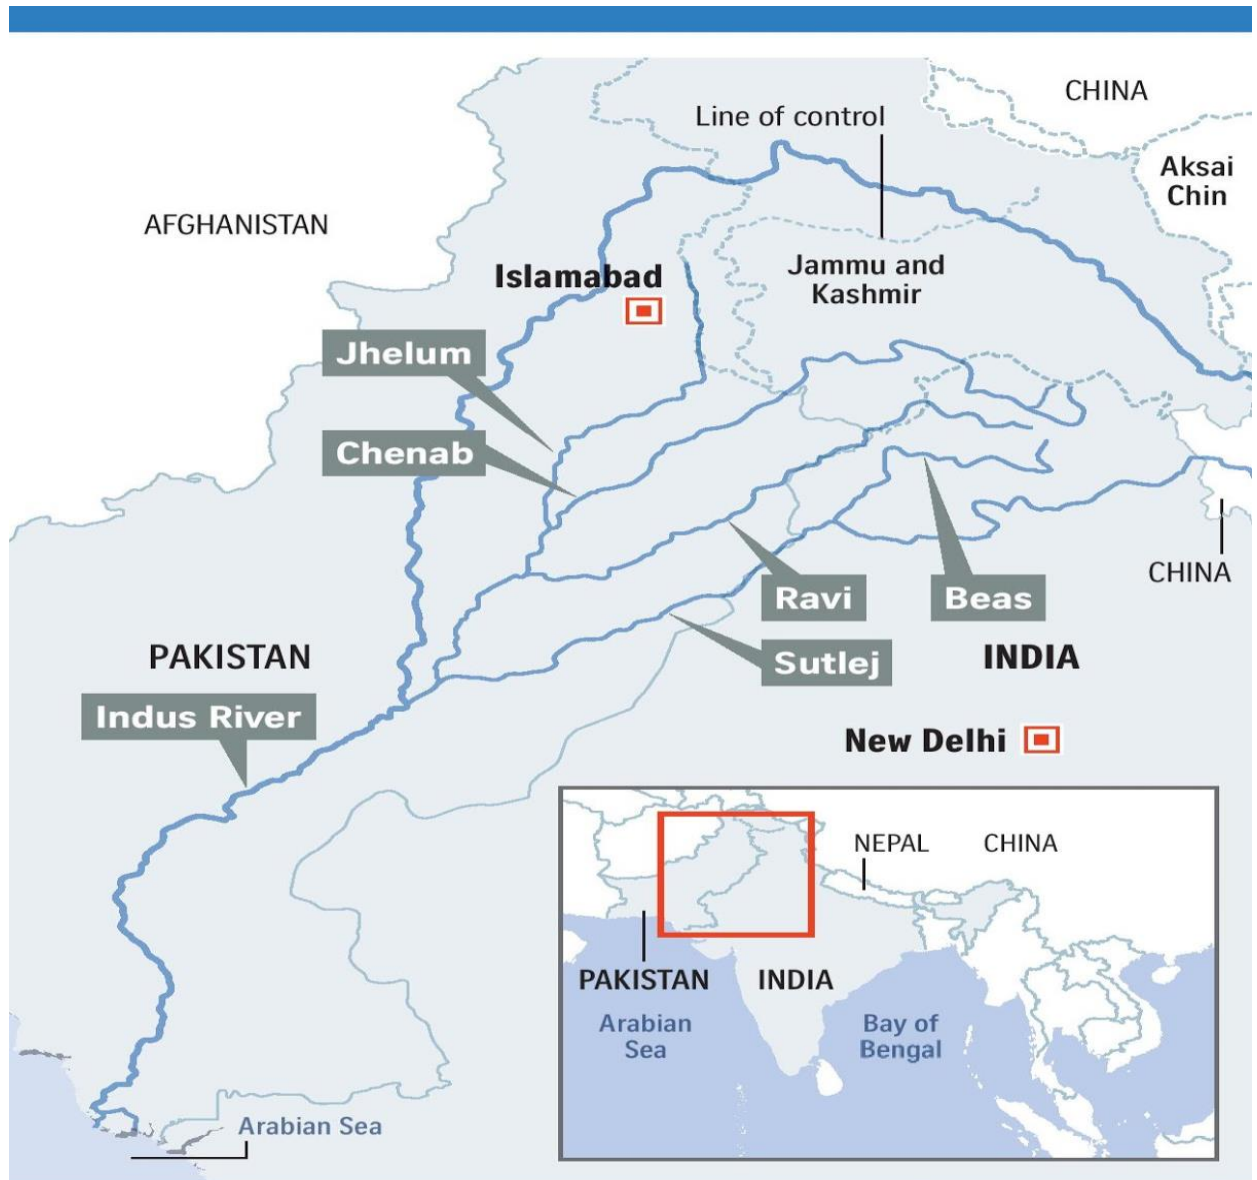 CHINA
Line of control
Aksai
Chin
AFGHANISTAN
Islamabad
Jammu and
Kashmir
Jhelum
Chenab
CHINA
Ravi
Beas
PAKISTAN
Sutlej
INDIA
Indus River
New Delhi
NEPAL
CHINA
PAKISTAN
INDIA
Arabian
Sea
Bay of
Bengal
Arabian Sea